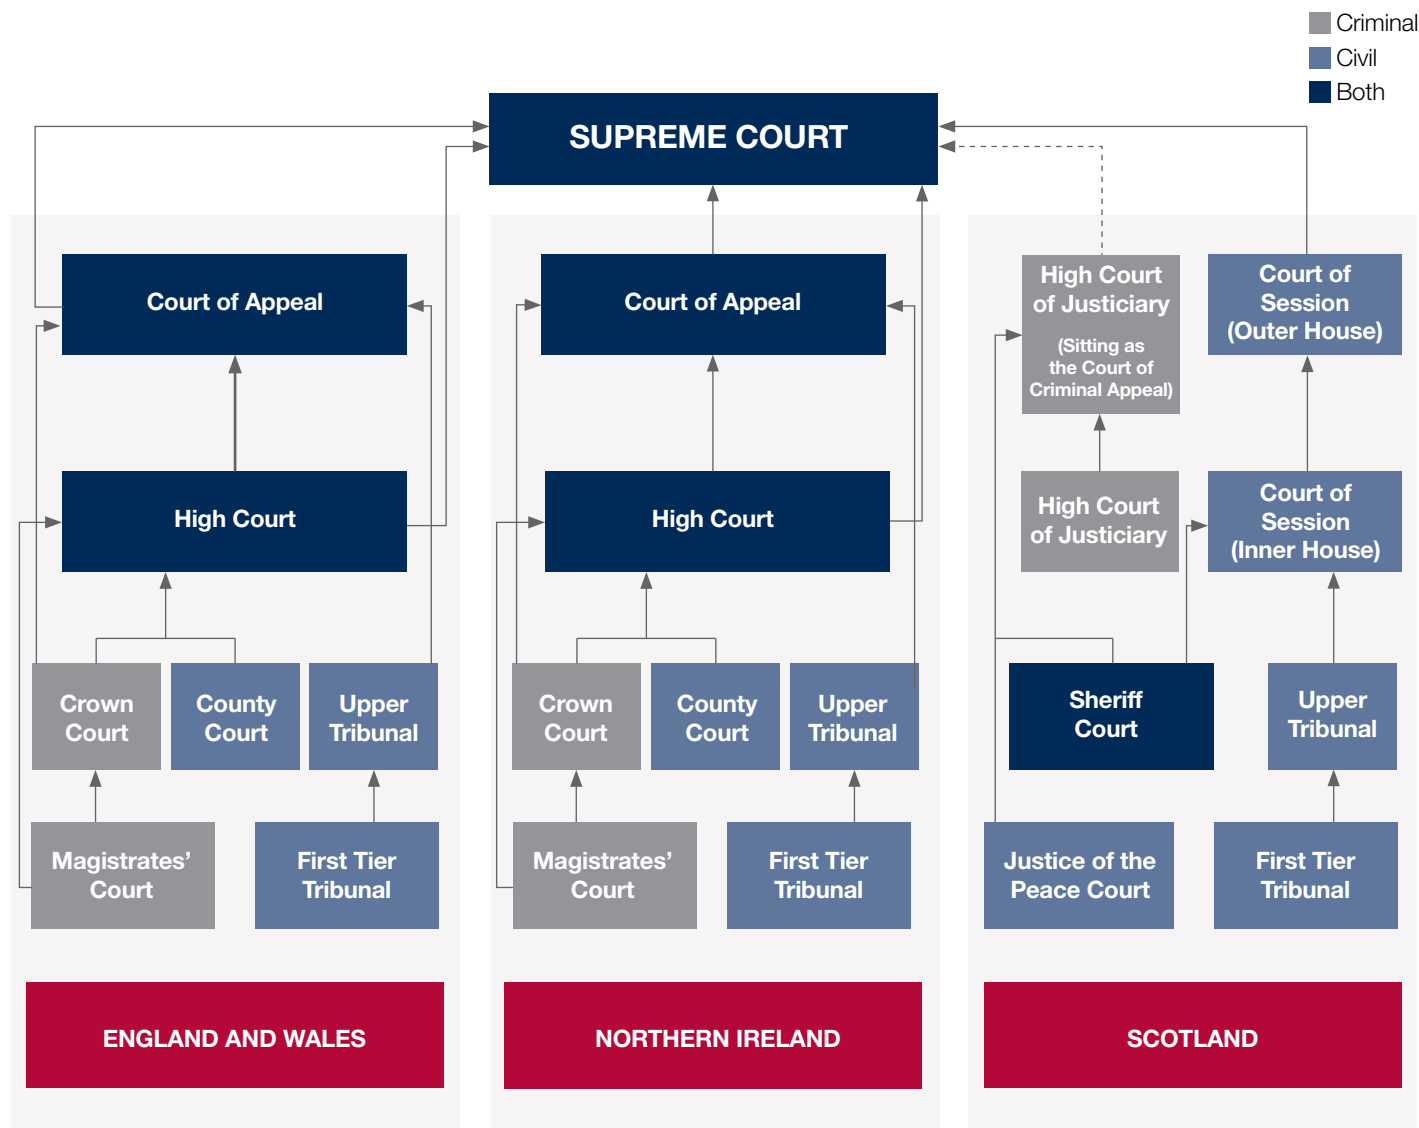 Criminal
Civil
Both
SUPREME COURT
Court of Appeal
High Court
Crown
Court
County
Court
Upper
Tribunal
Magistrates’
Court
First Tier
Tribunal
ENGLAND AND WALES
Court of Appeal
High Court
Crown
Court
County
Court
Upper
Tribunal
Magistrates’
Court
First Tier
Tribunal
NORTHERN IRELAND
High Court
of Justiciary
(Sitting as
the Court of
Criminal Appeal)
Court of
Session
(Outer House)
High Court
of Justiciary
Court of
Session
(Inner House)
Sheriff
Court
Upper
Tribunal
Justice of the
Peace Court
First Tier
Tribunal
SCOTLAND